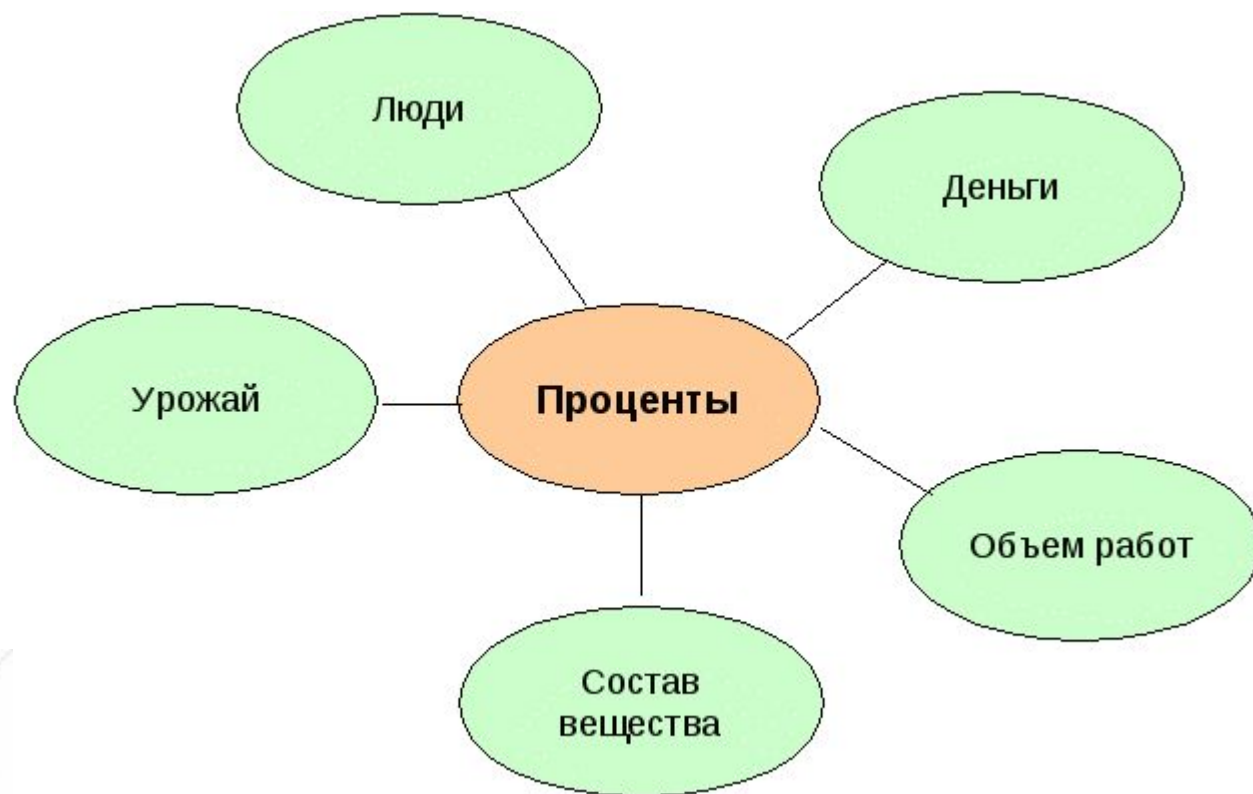 Люди
Деньги
Урожай
Проценты
Объем работ
Состав
вещества